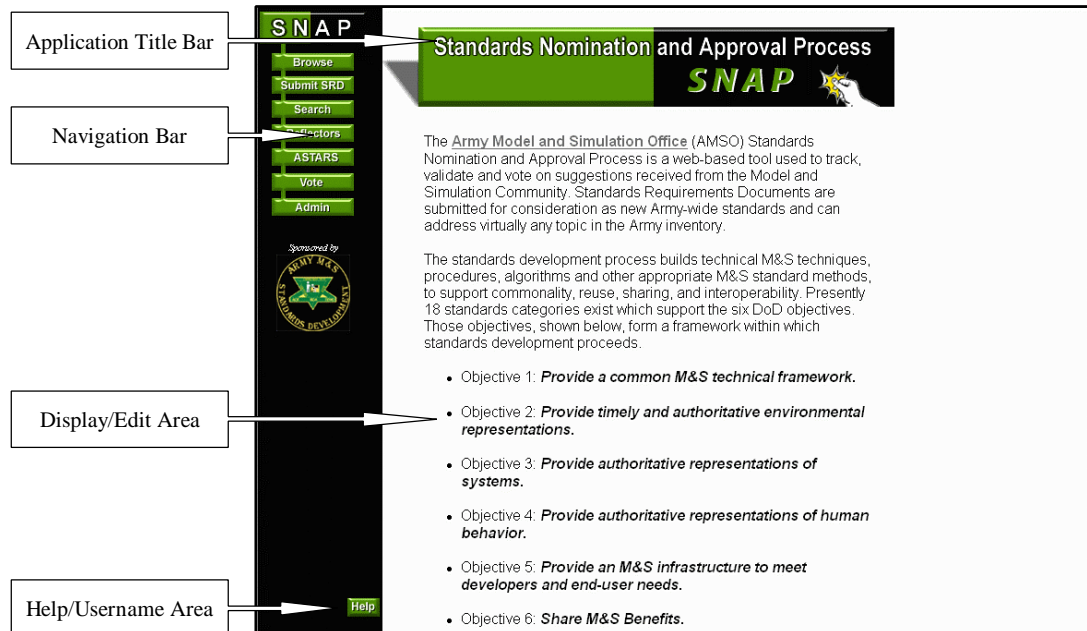 Application Title Bar
Navigation Bar
Display/Edit Area
Help/Username Area
SNAP
Browse
Submit SRD
Search
Reflectors
ASTARS
Vote
Admin
Sponsored by
ARMY M&S
STANDARDS DEVELOPMENT
Help
Standards Nomination and Approval Process
SNAP
The Army Model and Simulation Office (AMSO) Standards
Nomination and Approval Process is a web-based tool used to track,
validate and vote on suggestions received from the Model and
Simulation Community. Standards Requirements Documents are
submitted for consideration as new Army-wide standards and can
address virtually any topic in the Army inventory.
The standards development process builds technical M&S techniques,
procedures, algorithms and other appropriate M&S standard methods,
to support commonality, reuse, sharing, and interoperability. Presently
18 standards categories exist which support the six DoD objectives.
Those objectives, shown below, form a framework within which
standards development proceeds.
• Objective 1: Provide a common M&S technical framework.
• Objective 2: Provide timely and authoritative environmental
representations.
• Objective 3: Provide authoritative representations of
systems.
• Objective 4: Provide authoritative representations of human
behavior.
• Objective 5: Provide an M&S infrastructure to meet
developers and end-user needs.
• Objective 6: Share M&S Benefits.